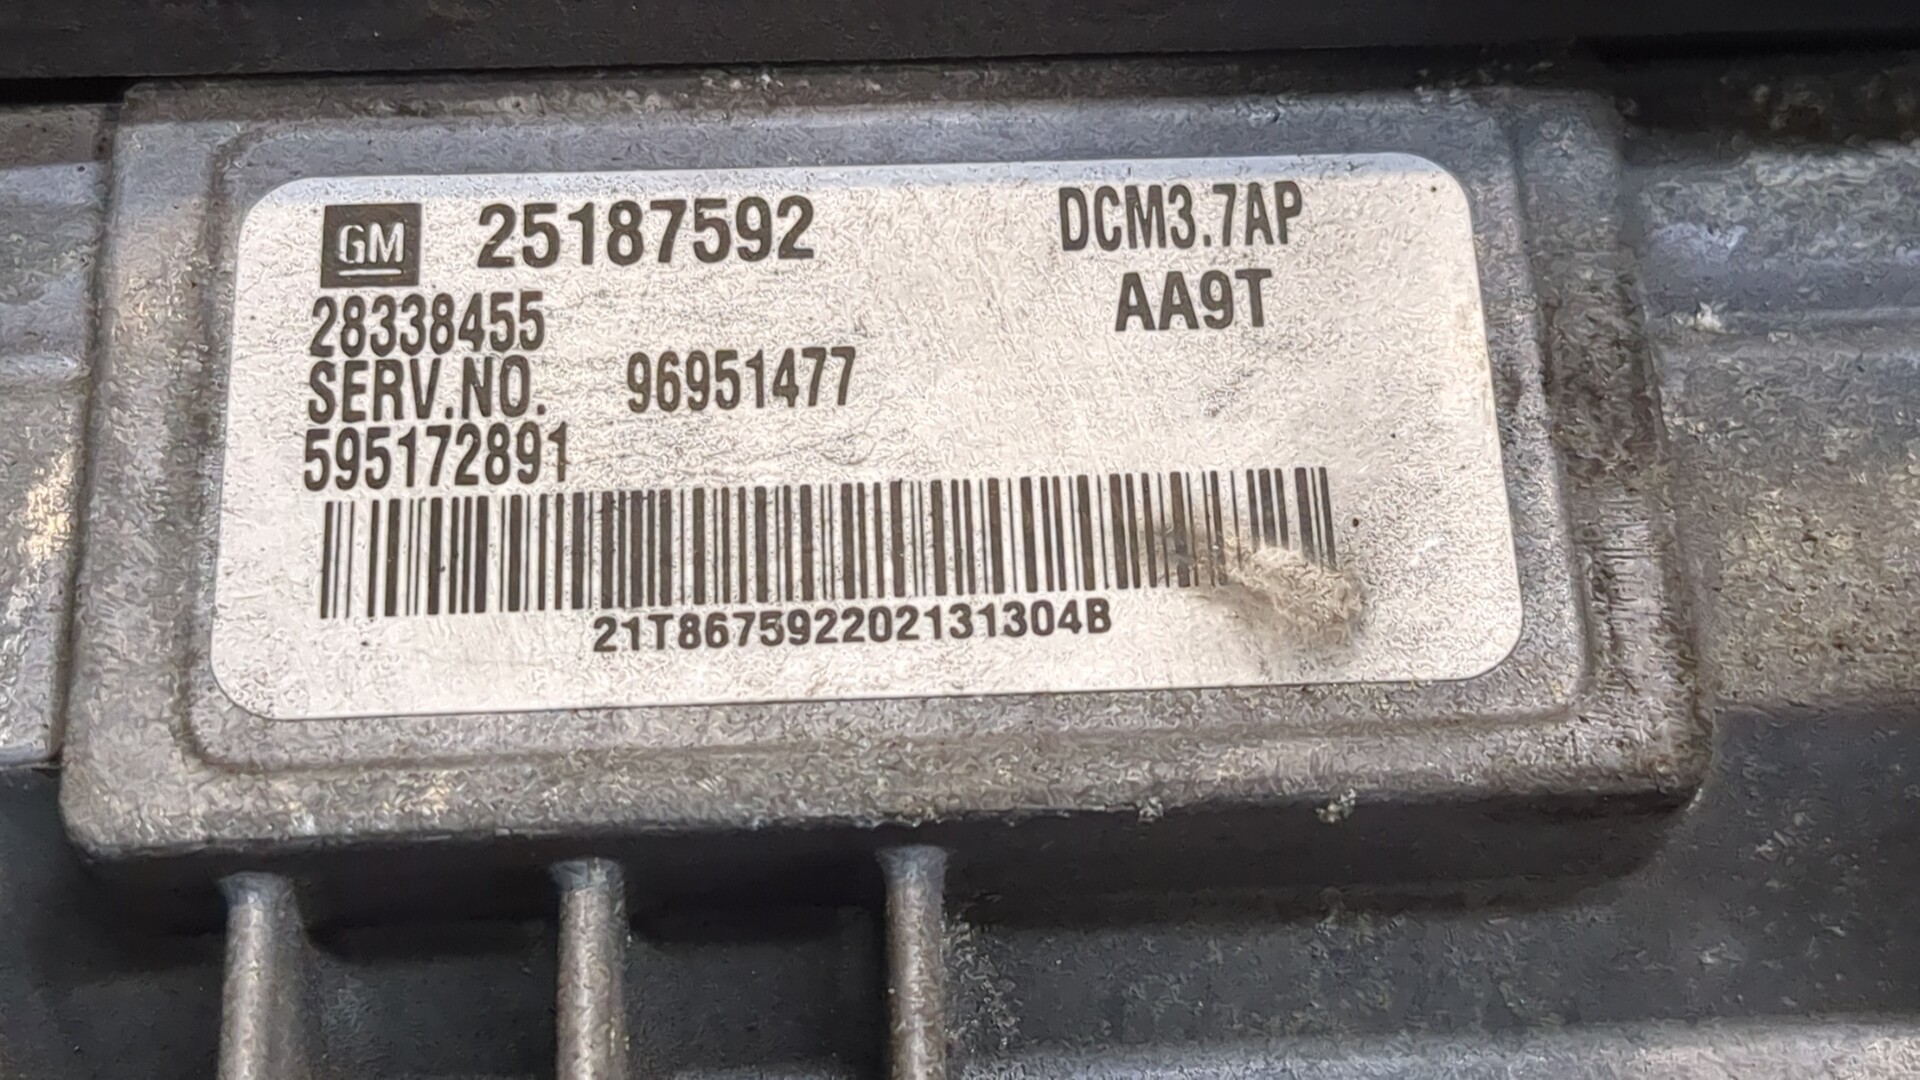 GM 25187592 DCM3.7AP
28338455 AA9T
SERV.NO. 96951477
595172891
21T867592202131304B